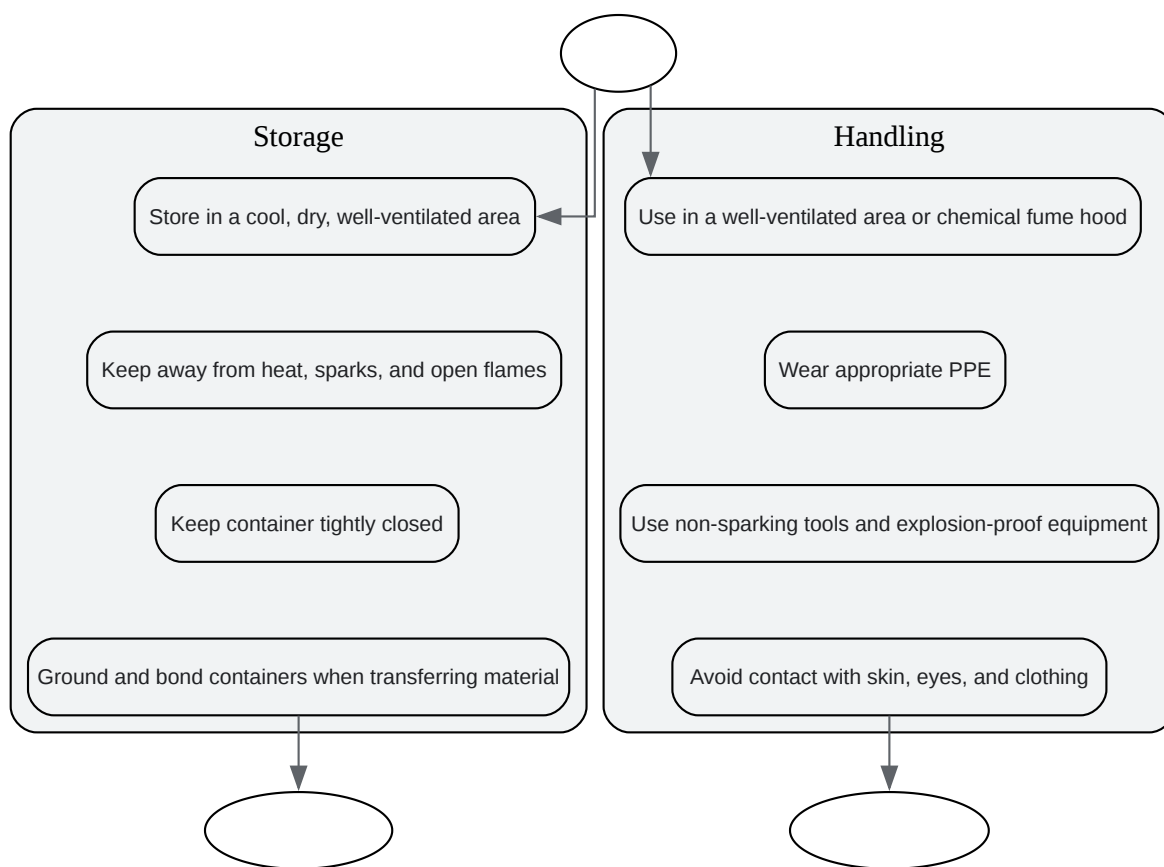 Storage
Store in a cool, dry, well-ventilated area
Keep away from heat, sparks, and open flames
Keep container tightly closed
Ground and bond containers when transferring material
Handling
Use in a well-ventilated area or chemical fume hood
Wear appropriate PPE
Use non-sparking tools and explosion-proof equipment
Avoid contact with skin, eyes, and clothing